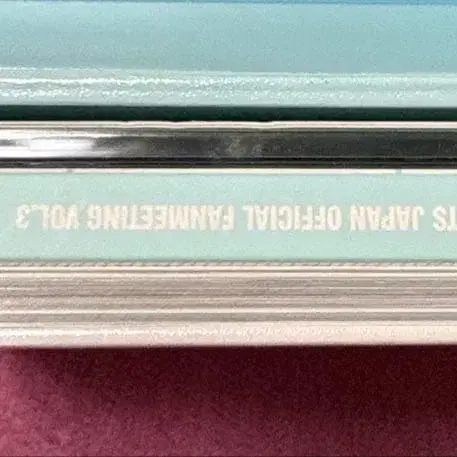 TS JAPAN OFFICIAL FANMEETING VOL.3